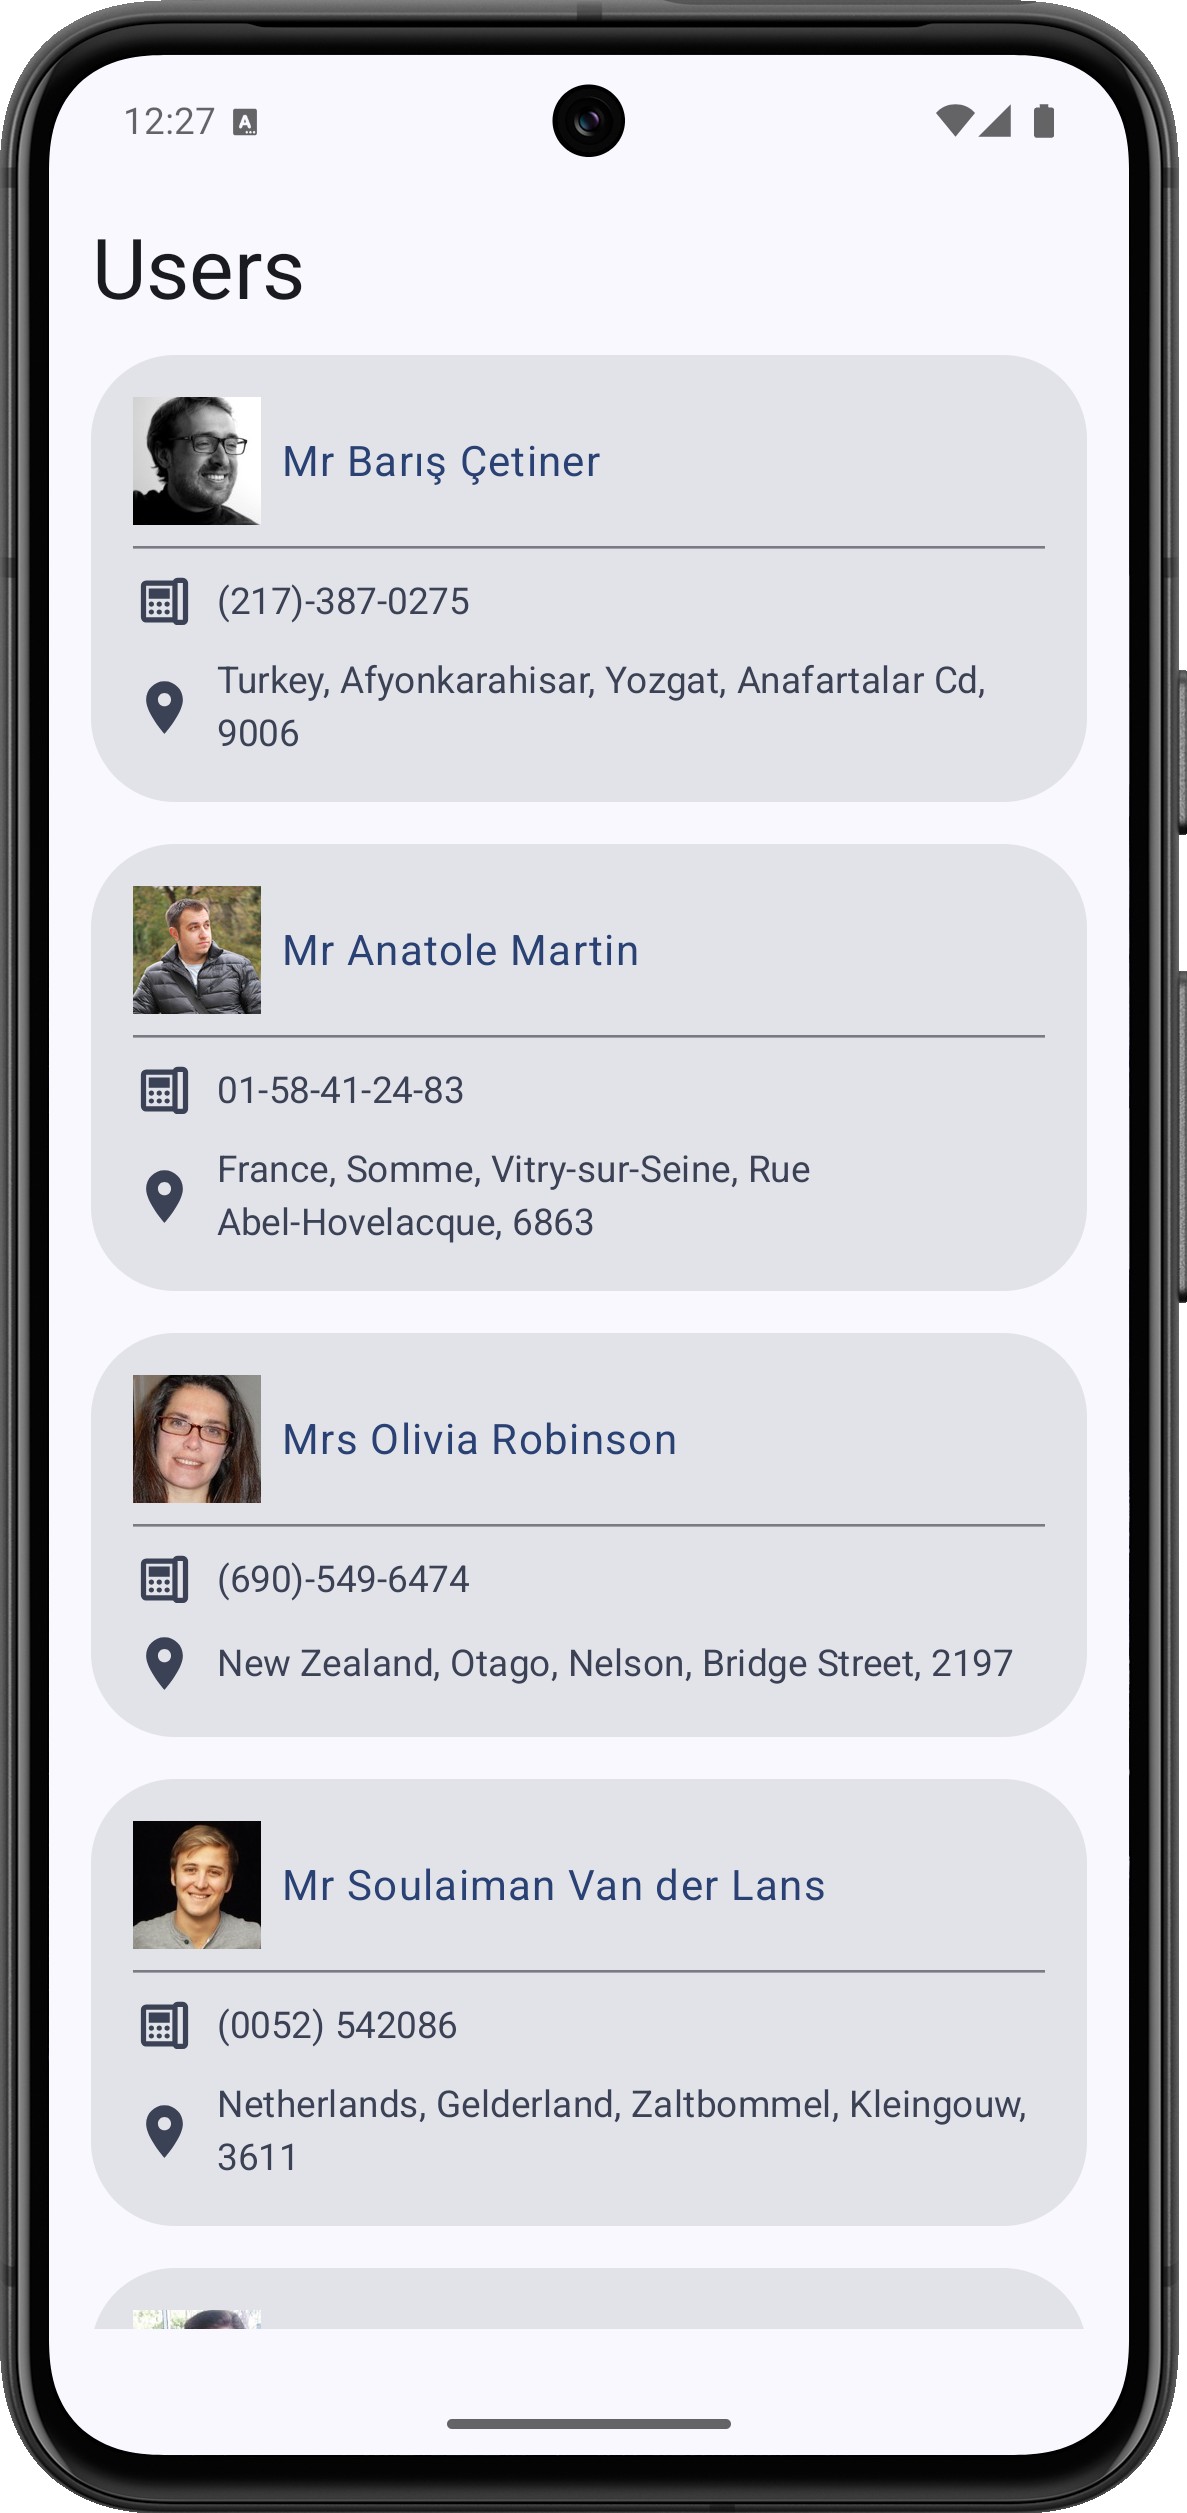 12:27
Users
Mr Barış Çetiner
(217)-387-0275
Turkey, Afyonkarahisar, Yozgat, Anafartalar Cd,
9006
Mr Anatole Martin
01-58-41-24-83
France, Somme, Vitry-sur-Seine, Rue
Abel-Hovelacque, 6863
Mrs Olivia Robinson
(690)-549-6474
New Zealand, Otago, Nelson, Bridge Street, 2197
Mr Soulaiman Van der Lans
(0052) 542086
Netherlands, Gelderland, Zaltbommel, Kleingouw,
3611